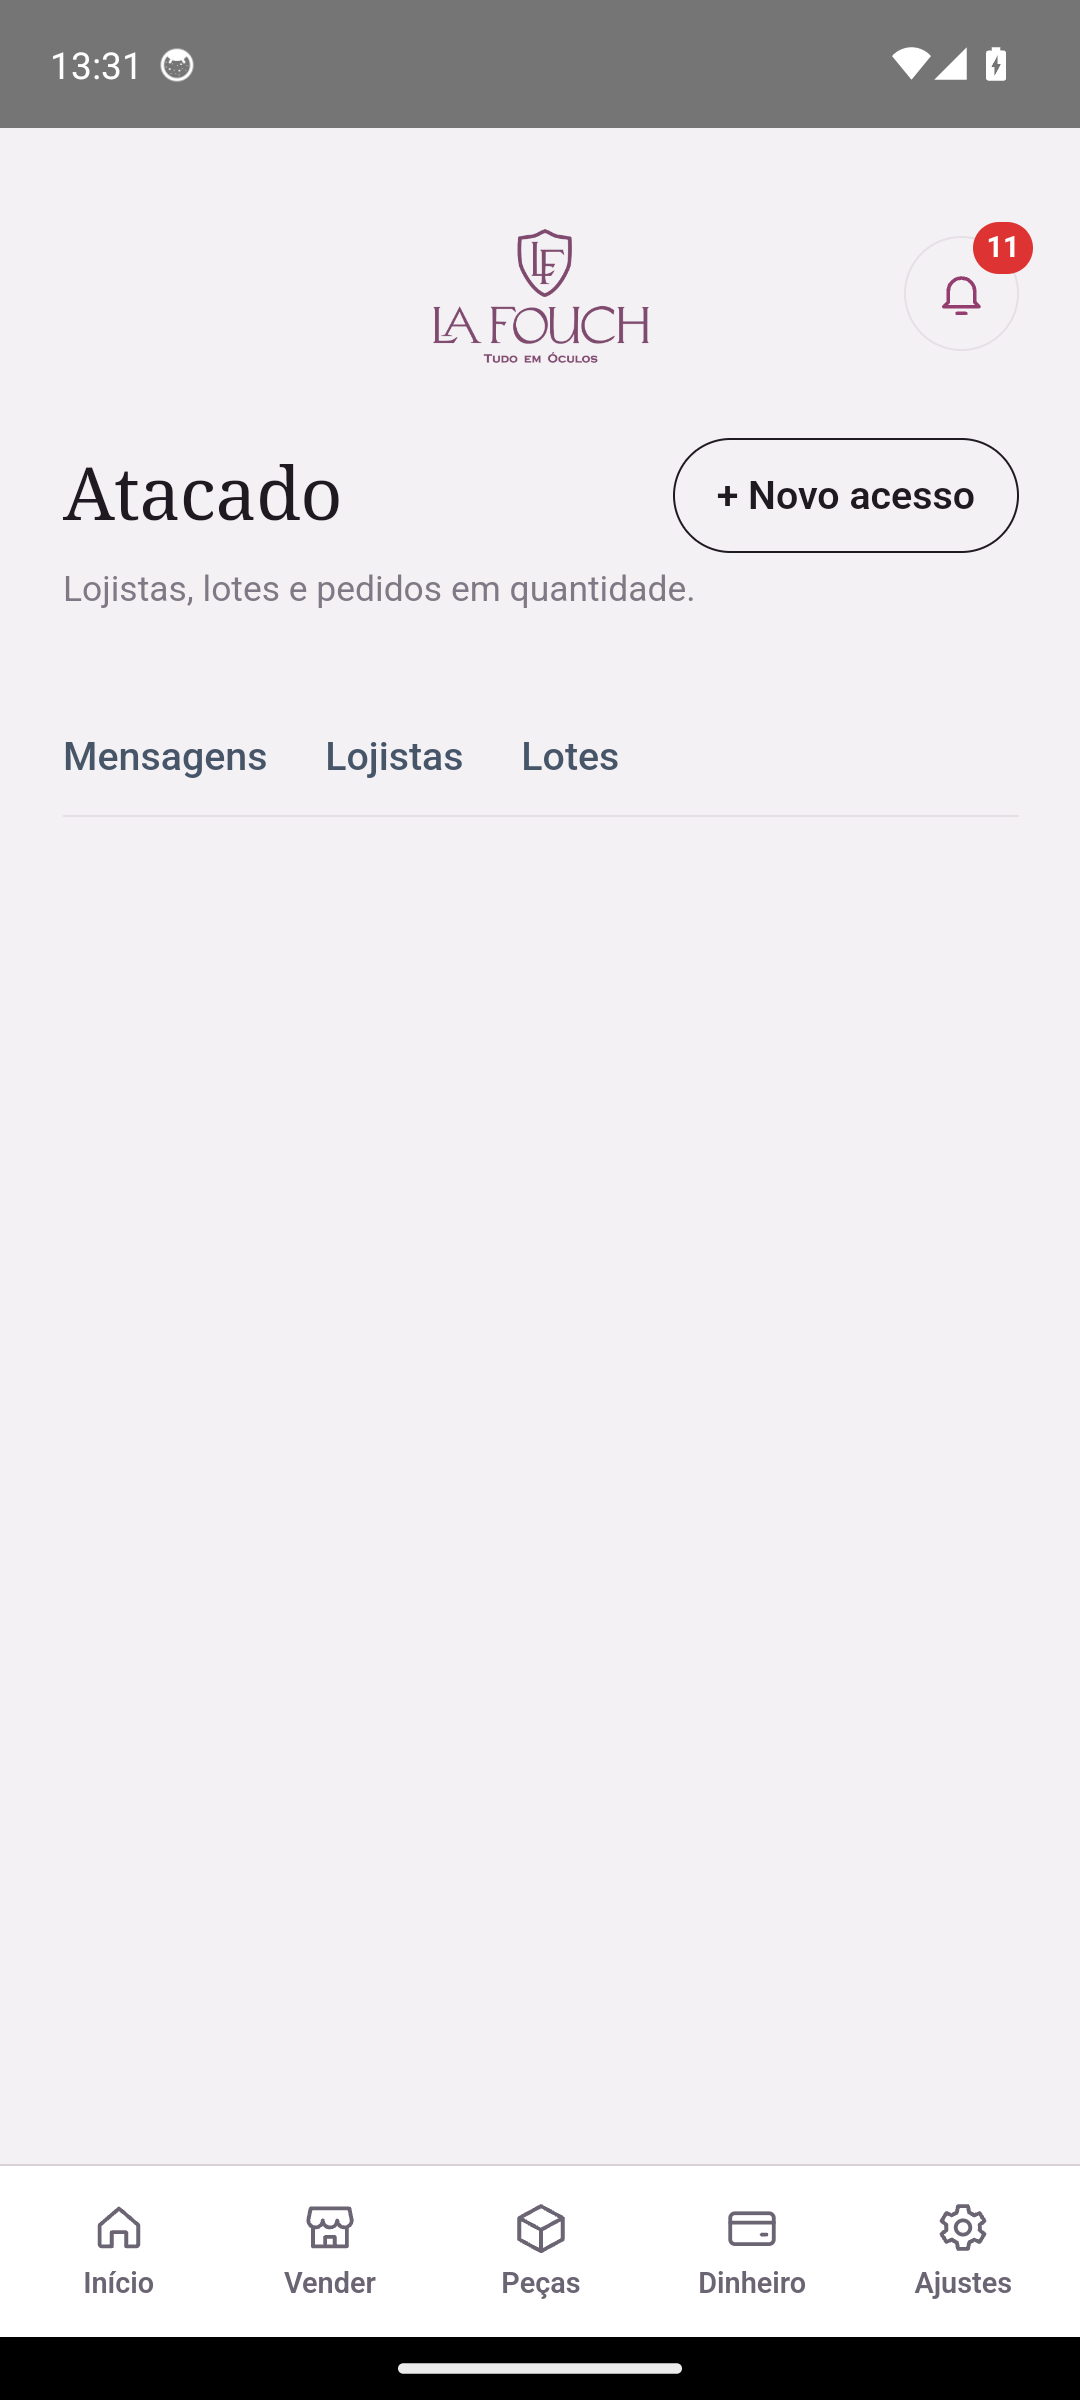 13:31
LF
LA FOUCH
TUDO EM ÓCULOS
11
Atacado
+ Novo acesso
Lojistas, lotes e pedidos em quantidade.
Mensagens Lojistas Lotes
Início Vender Peças Dinheiro Ajustes